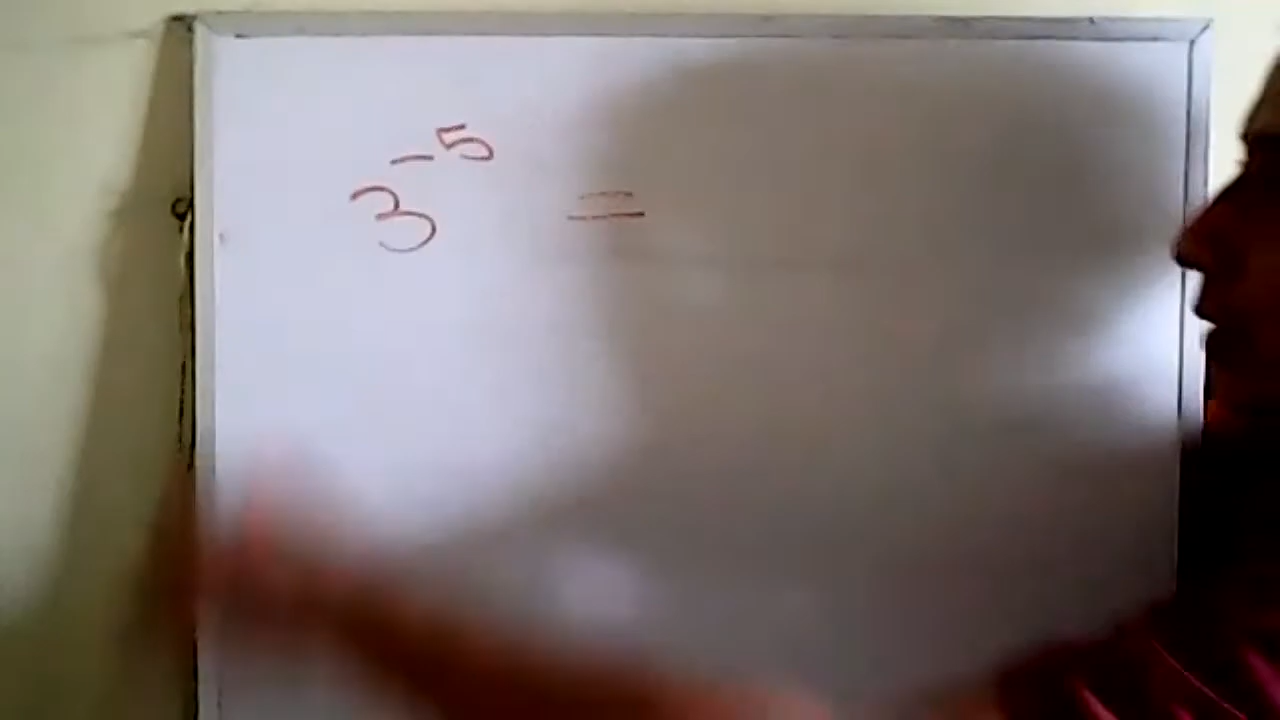 3⁻⁵ =